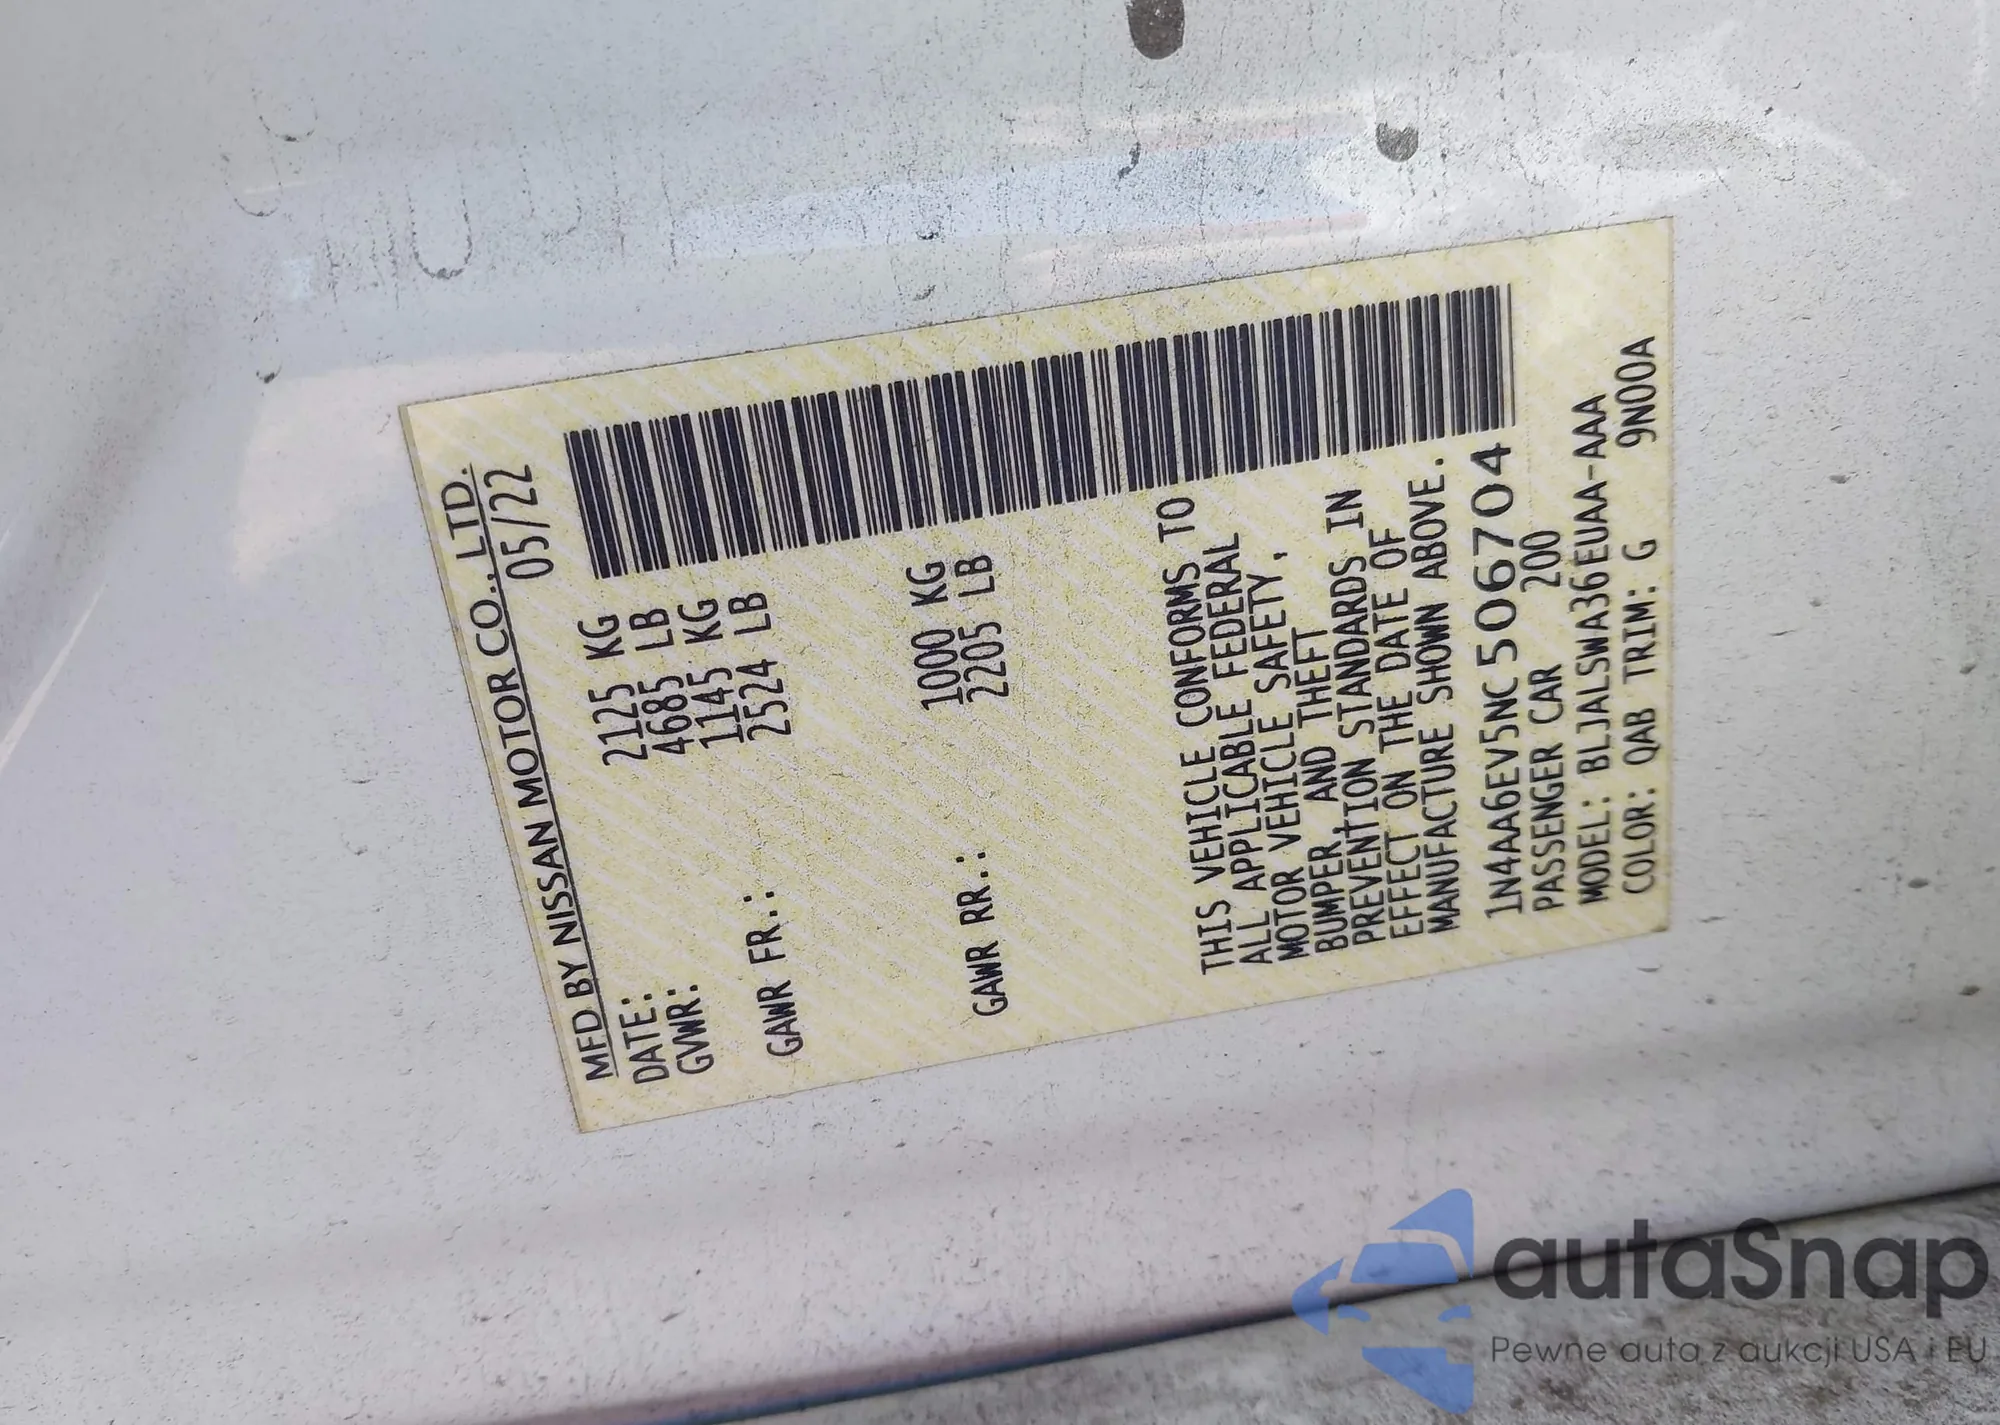 MFD BY NISSAN MOTOR CO., LTD.
DATE: 05/22
GVWR: 2125 KG
4685 LB
GAWR FR.: 1145 KG
2524 LB
GAWR RR.: 1000 KG
2205 LB
THIS VEHICLE CONFORMS TO
ALL APPLICABLE FEDERAL
MOTOR VEHICLE SAFETY,
BUMPER, AND THEFT
PREVENTION STANDARDS IN
EFFECT ON THE DATE OF
MANUFACTURE SHOWN ABOVE.
1N4AA6EV5NC506704
PASSENGER CAR 200
MODEL: BLJALSWA36EUAA-AAA
COLOR: QAB TRIM: G 9N00A
autaSnap
Pewne auta z aukcji USA i EU